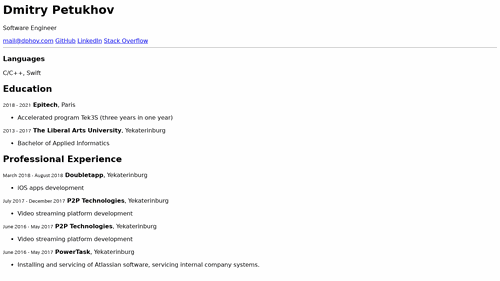 Dmitry Petukhov
Software Engineer
mail@dphov.com GitHub LinkedIn Stack Overflow
Languages
C/C++, Swift
Education
2018 - 2021 Epitech, Paris
• Accelerated program Tek3S (three years in one year)
2013 - 2017 The Liberal Arts University, Yekaterinburg
• Bachelor of Applied Informatics
Professional Experience
March 2018 - August 2018 Doubletapp, Yekaterinburg
• iOS apps development
July 2017 - December 2017 P2P Technologies, Yekaterinburg
• Video streaming platform development
June 2016 - May 2017 P2P Technologies, Yekaterinburg
• Video streaming platform development
June 2016 - May 2017 PowerTask, Yekaterinburg
• Installing and servicing of Atlassian software, servicing internal company systems.